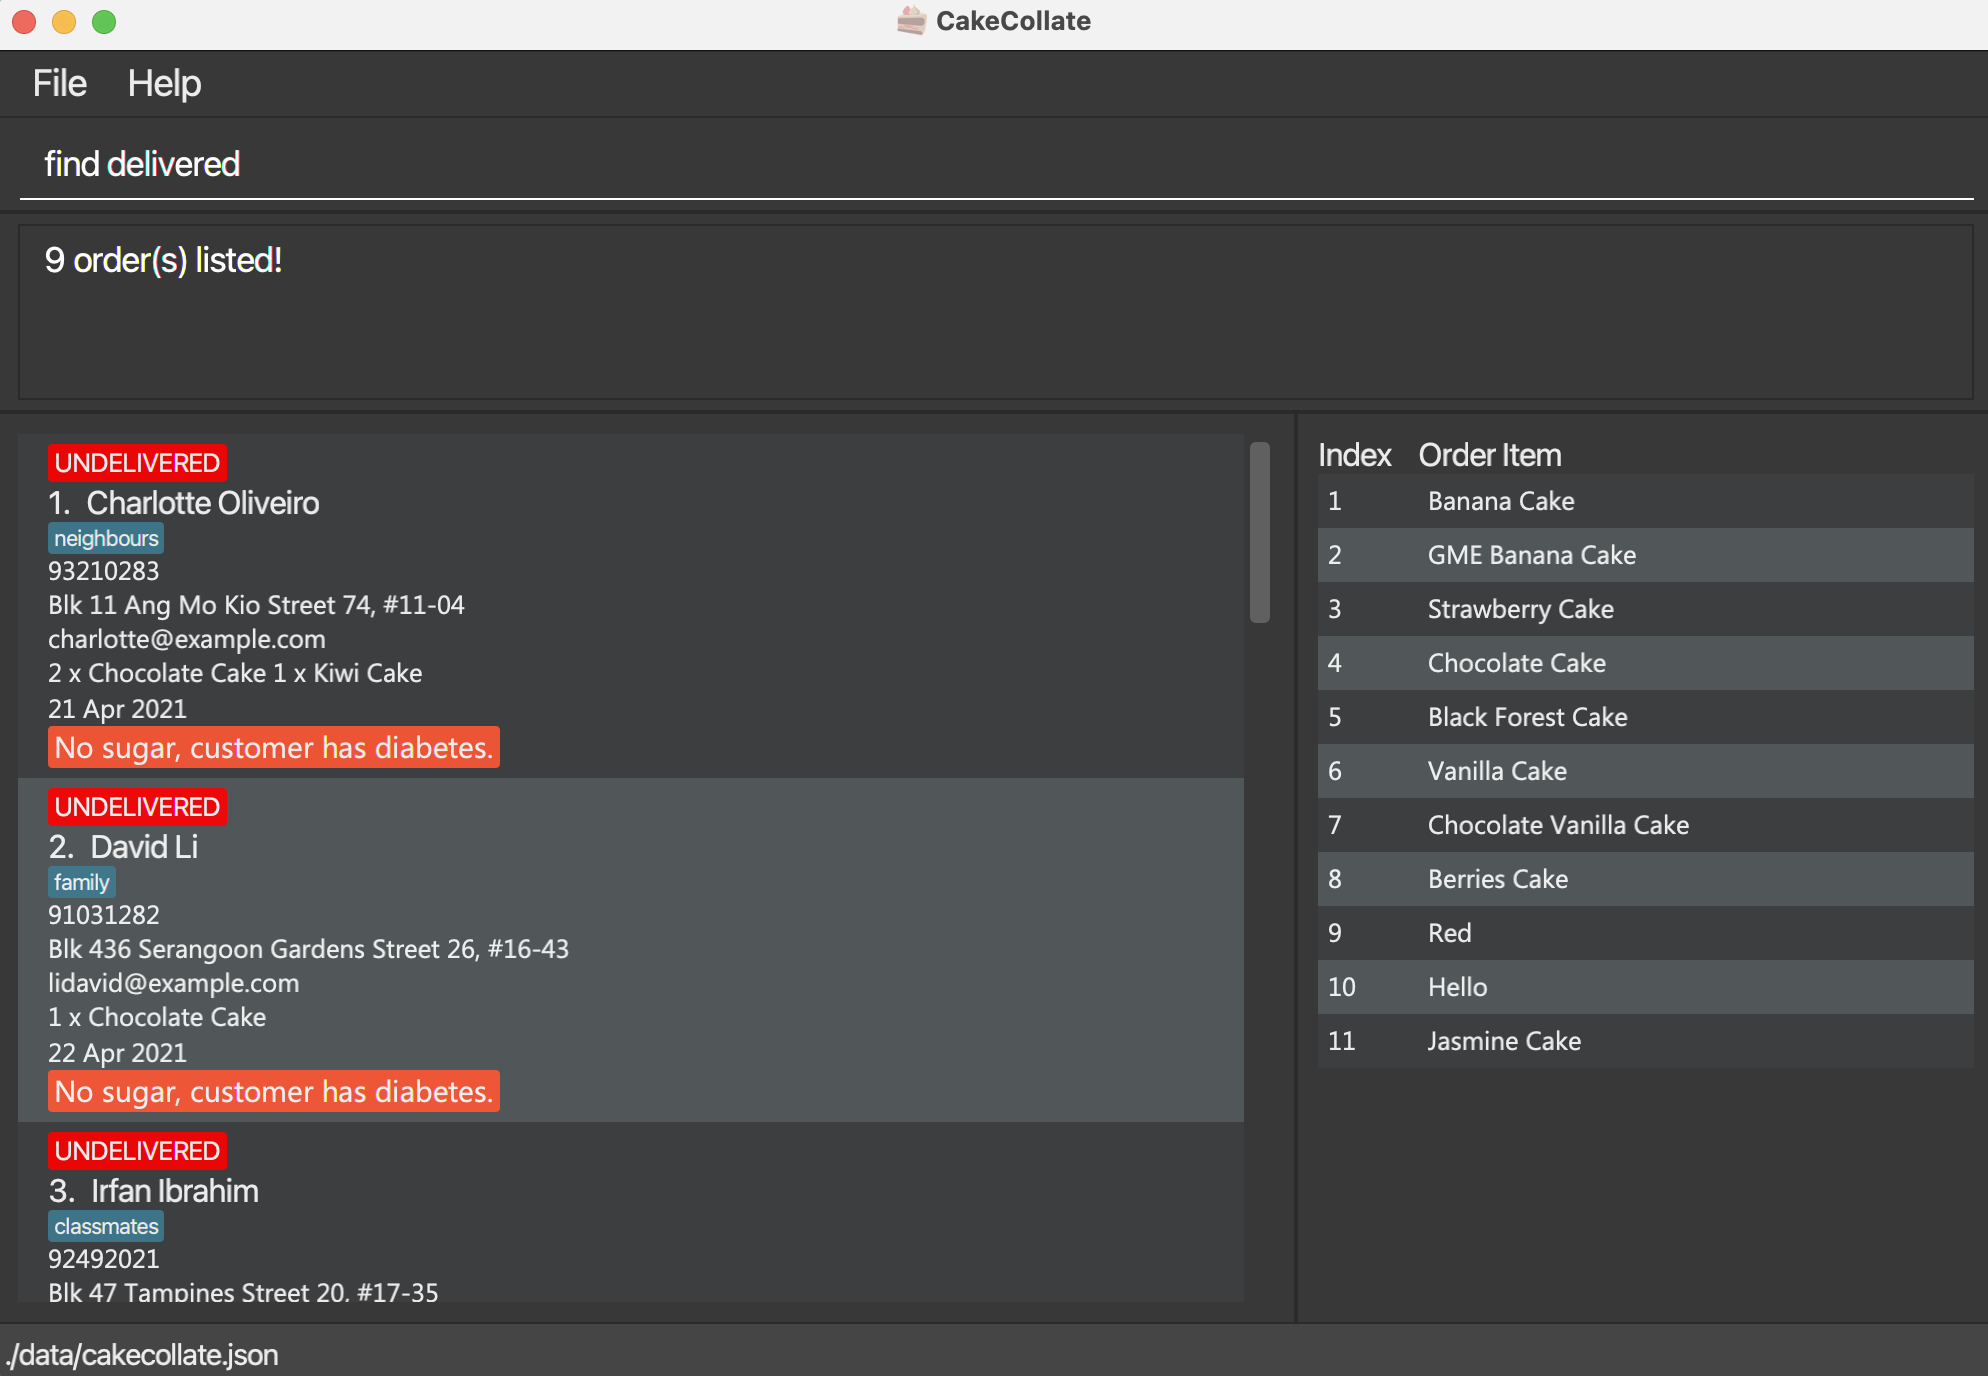 CakeCollate
File Help
find delivered
9 order(s) listed!
UNDELIVERED
1. Charlotte Oliveiro
neighbours
93210283
Blk 11 Ang Mo Kio Street 74, #11-04
charlotte@example.com
2 x Chocolate Cake 1 x Kiwi Cake
21 Apr 2021
No sugar, customer has diabetes.
UNDELIVERED
2. David Li
family
91031282
Blk 436 Serangoon Gardens Street 26, #16-43
lidavid@example.com
1 x Chocolate Cake
22 Apr 2021
No sugar, customer has diabetes.
UNDELIVERED
3. Irfan Ibrahim
classmates
92492021
Blk 47 Tampines Street 20, #17-35
Index Order Item
1 Banana Cake
2 GME Banana Cake
3 Strawberry Cake
4 Chocolate Cake
5 Black Forest Cake
6 Vanilla Cake
7 Chocolate Vanilla Cake
8 Berries Cake
9 Red
10 Hello
11 Jasmine Cake
./data/cakecollate.json